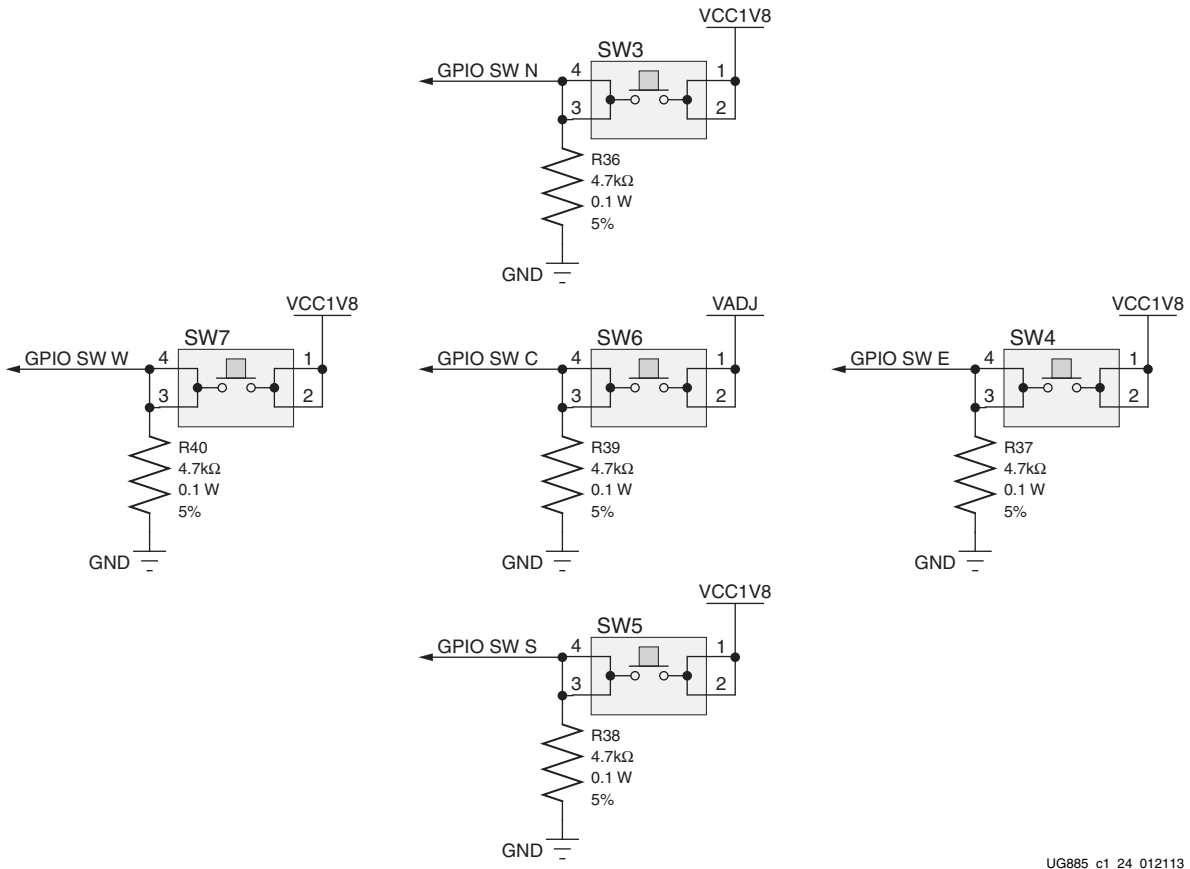 VCC1V8
SW3
GPIO SW N
4
1
3
2
R36
4.7kΩ
0.1 W
5%
GND
VCC1V8
SW7
GPIO SW W
4
1
3
2
R40
4.7kΩ
0.1 W
5%
GND
VADJ
SW6
GPIO SW C
4
1
3
2
R39
4.7kΩ
0.1 W
5%
GND
VCC1V8
SW4
GPIO SW E
4
1
3
2
R37
4.7kΩ
0.1 W
5%
GND
VCC1V8
SW5
GPIO SW S
4
1
3
2
R38
4.7kΩ
0.1 W
5%
GND
UG885 c1 24 012113